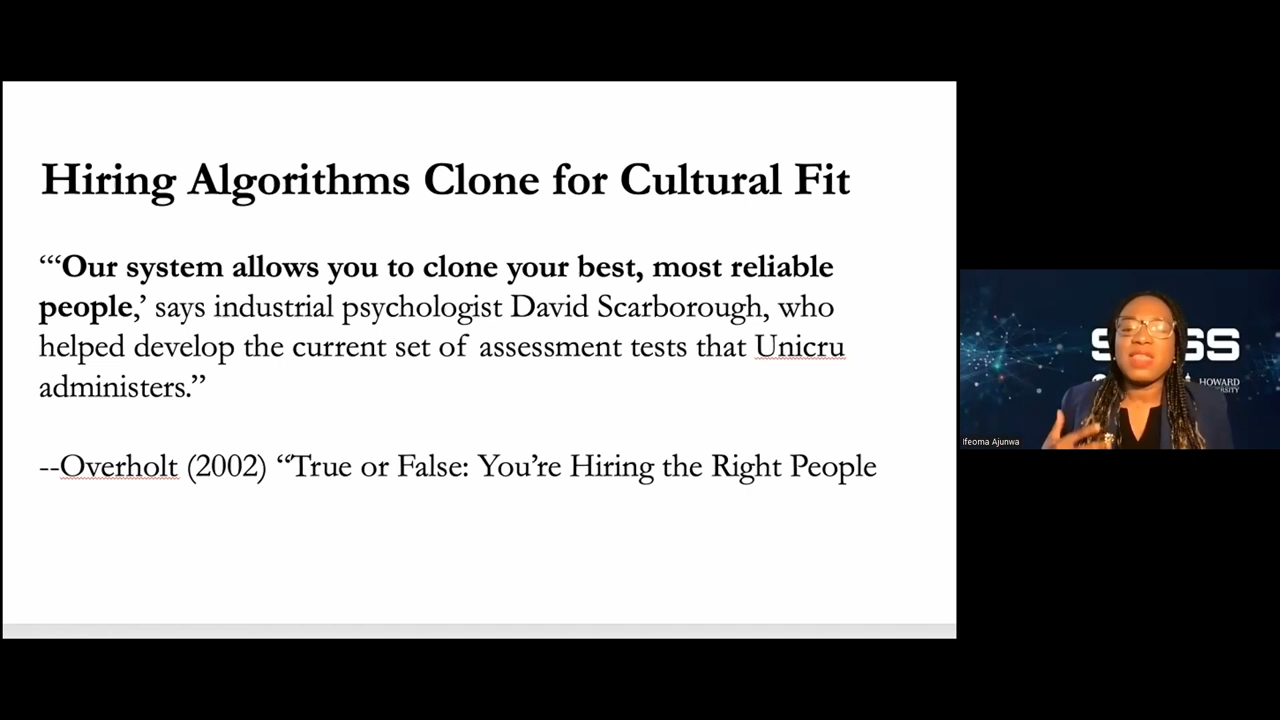 Hiring Algorithms Clone for Cultural Fit
“‘Our system allows you to clone your best, most reliable
people,’ says industrial psychologist David Scarborough, who
helped develop the current set of assessment tests that Unicru
administers.”
--Overholt (2002) “True or False: You’re Hiring the Right People
HOWARD
Ifeoma Ajunwa